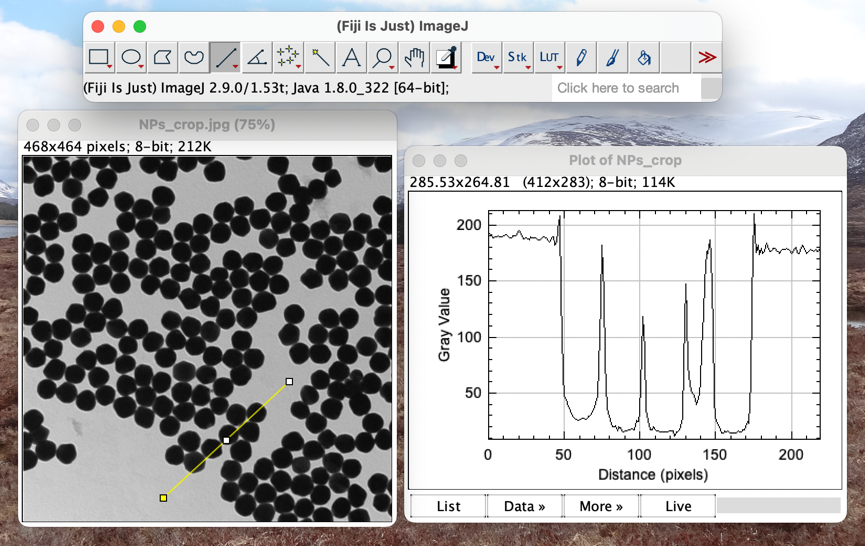 (Fiji Is Just) ImageJ
Dev Stk LUT
(Fiji Is Just) ImageJ 2.9.0/1.53t; Java 1.8.0_322 [64-bit]; Click here to search
NPs_crop.jpg (75%)
468x464 pixels; 8-bit; 212K
Plot of NPs_crop
285.53x264.81 (412x283); 8-bit; 114K
200
150
100
50
Gray Value
0 50 100 150 200
Distance (pixels)
List Data » More » Live